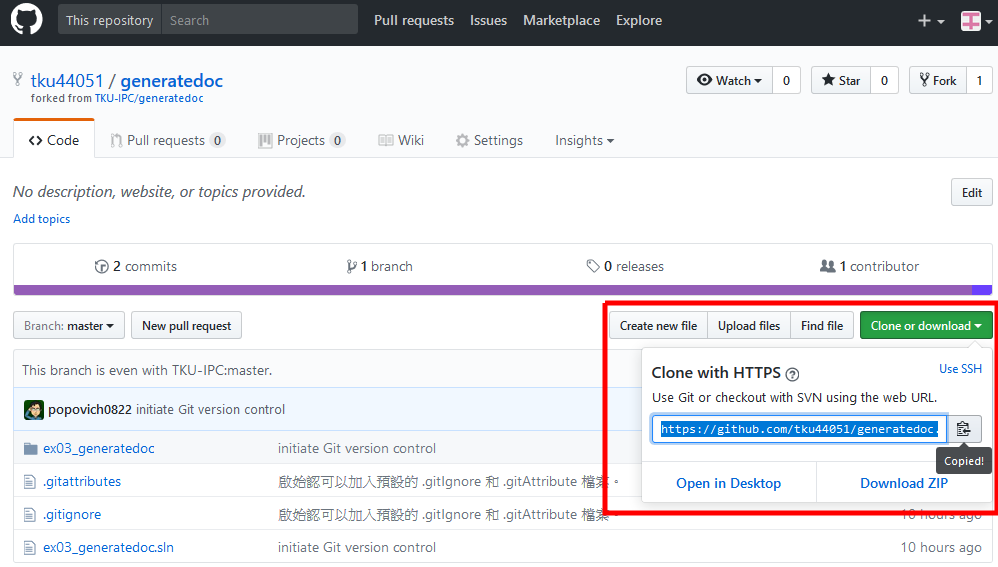 This repository Search Pull requests Issues Marketplace Explore
tku44051 / generatedoc
forked from TKU-IPC/generatedoc
Watch 0 Star 0 Fork 1
Code Pull requests 0 Projects 0 Wiki Settings Insights
No description, website, or topics provided.
Edit
Add topics
2 commits 1 branch 0 releases 1 contributor
Branch: master New pull request Create new file Upload files Find file Clone or download
This branch is even with TKU-IPC:master.
Clone with HTTPS ? Use SSH
Use Git or checkout with SVN using the web URL.
https://github.com/tku44051/generatedoc.
Copied!
Open in Desktop Download ZIP
popovich0822 initiate Git version control
ex03_generatedoc initiate Git version control
.gitattributes 啟始認可以加入預設的 .gitIgnore 和 .gitAttribute 檔案。
.gitignore 啟始認可以加入預設的 .gitIgnore 和 .gitAttribute 檔案。 10 hours ago
ex03_generatedoc.sln initiate Git version control 10 hours ago